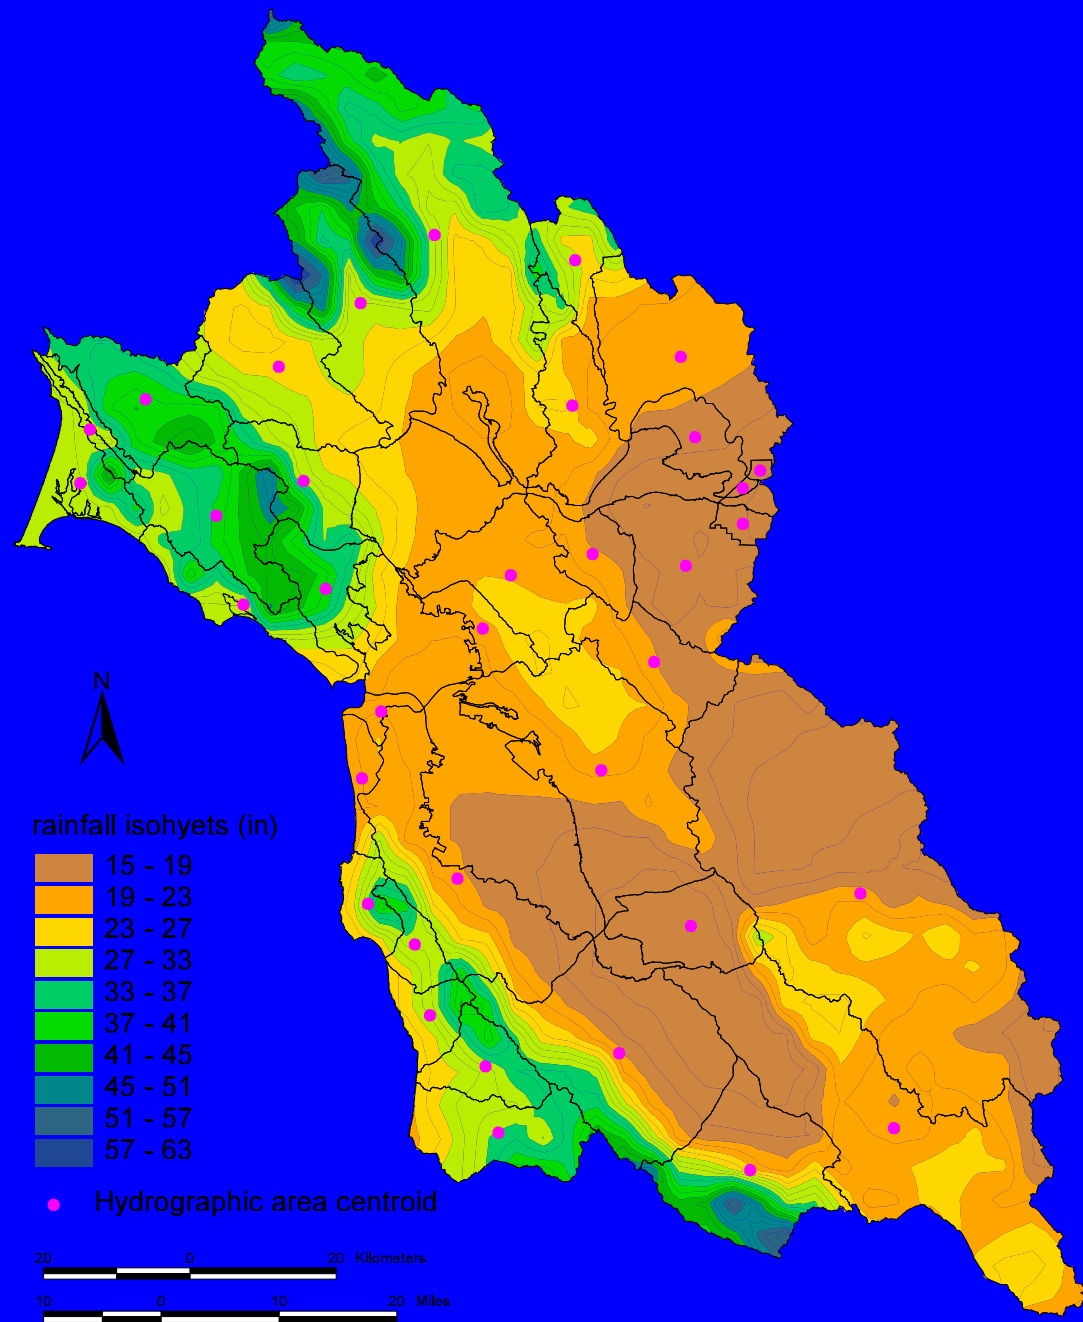 N
rainfall isohyets (in)
15 - 19
19 - 23
23 - 27
27 - 33
33 - 37
37 - 41
41 - 45
45 - 51
51 - 57
57 - 63
Hydrographic area centroid
20 0 20 Kilometers
10 0 10 20 Miles